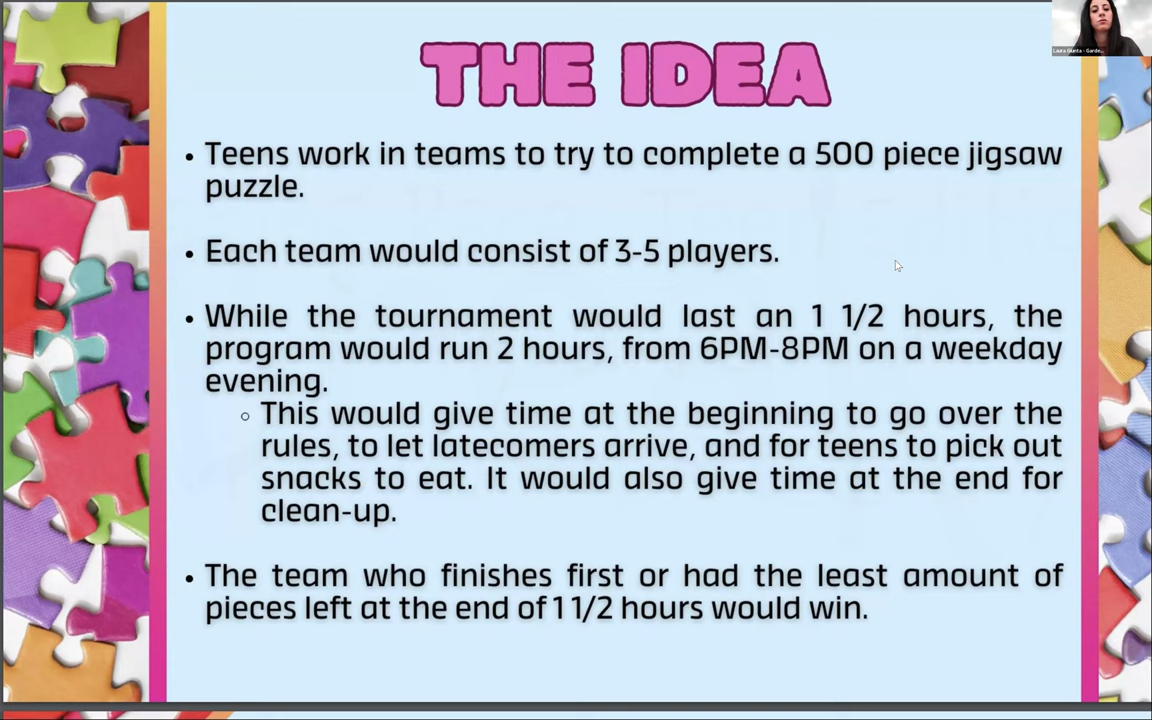 Laura Giunta - Garde...
THE IDEA
• Teens work in teams to try to complete a 500 piece jigsaw
puzzle.
• Each team would consist of 3-5 players.
• While the tournament would last an 1 1/2 hours, the
program would run 2 hours, from 6PM-8PM on a weekday
evening.
◦ This would give time at the beginning to go over the
rules, to let latecomers arrive, and for teens to pick out
snacks to eat. It would also give time at the end for
clean-up.
• The team who finishes first or had the least amount of
pieces left at the end of 1 1/2 hours would win.